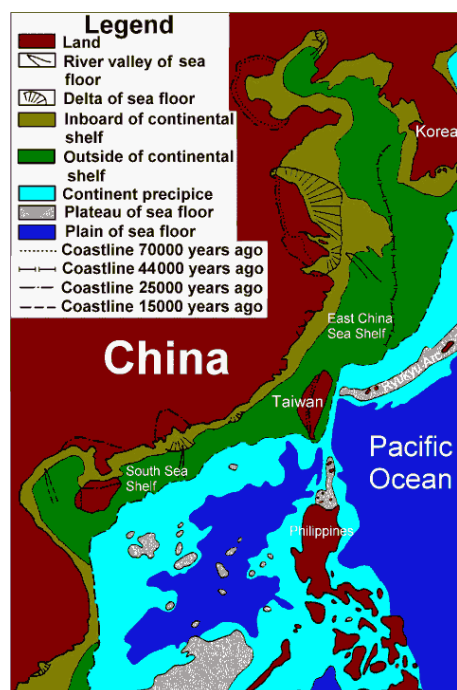 Legend
Land
River valley of sea
floor
Delta of sea floor
Inboard of continental
shelf
Outside of continental
shelf
Continent precipice
Plateau of sea floor
Plain of sea floor
Coastline 70000 years ago
Coastline 44000 years ago
Coastline 25000 years ago
Coastline 15000 years ago
Korea
East China
Sea Shelf
China
Ryukyu Arc
Taiwan
Pacific
Ocean
South Sea
Shelf
Philippines